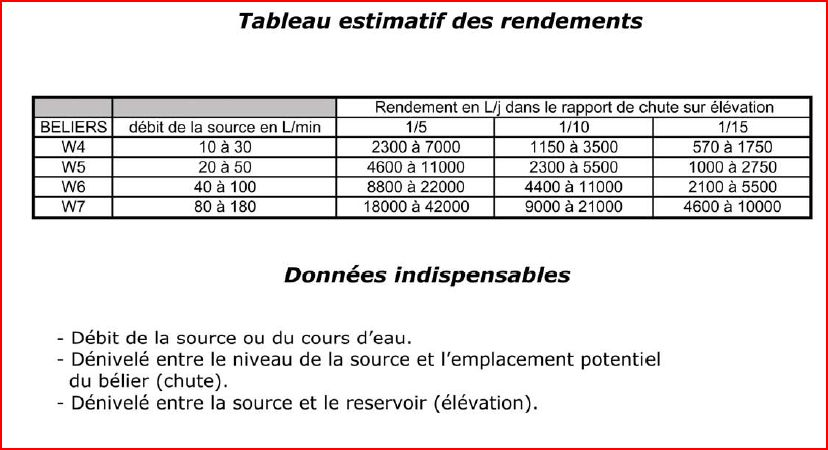 Tableau estimatif des rendements
Rendement en L/j dans le rapport de chute sur élévation
BELIERS débit de la source en L/min 1/5 1/10 1/15
W4 10 à 30 2300 à 7000 1150 à 3500 570 à 1750
W5 20 à 50 4600 à 11000 2300 à 5500 1000 à 2750
W6 40 à 100 8800 à 22000 4400 à 11000 2100 à 5500
W7 80 à 180 18000 à 42000 9000 à 21000 4600 à 10000
Données indispensables
- Débit de la source ou du cours d’eau.
- Dénivelé entre le niveau de la source et l’emplacement potentiel
du bélier (chute).
- Dénivelé entre la source et le reservoir (élévation).